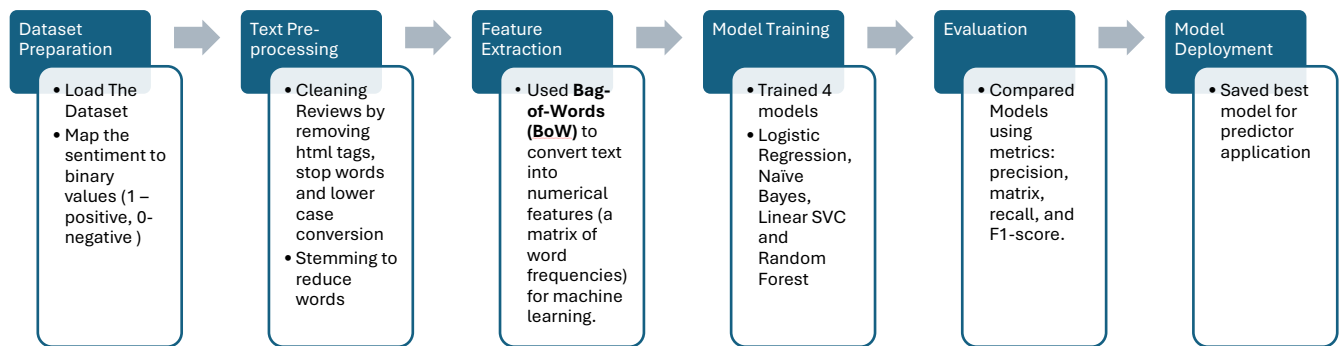 Dataset
Preparation
• Load The
Dataset
• Map the
sentiment to
binary
values (1 –
positive, 0-
negative )
Text Pre-
processing
• Cleaning
Reviews by
removing
html tags,
stop words
and lower
case
conversion
• Stemming to
reduce
words
Feature
Extraction
• Used Bag-
of-Words
(BoW) to
convert text
into
numerical
features (a
matrix of
word
frequencies)
for machine
learning.
Model Training
• Trained 4
models
• Logistic
Regression,
Naïve
Bayes,
Linear SVC
and
Random
Forest
Evaluation
• Compared
Models
using
metrics:
precision,
matrix,
recall, and
F1-score.
Model
Deployment
• Saved best
model for
predictor
application